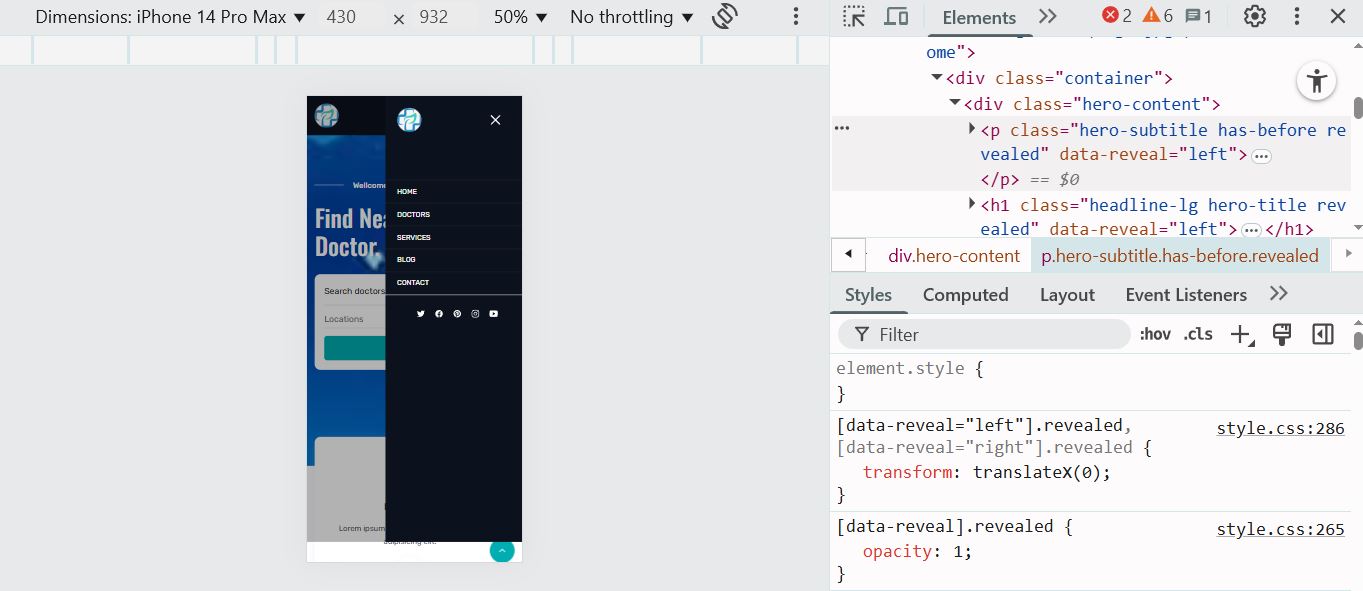 Dimensions: iPhone 14 Pro Max ▼ 430 × 932 50% ▼ No throttling ▼
Elements 2 6 1
ome">
<div class="container">
<div class="hero-content">
<p class="hero-subtitle has-before re
vealed" data-reveal="left">
</p> == $0
<h1 class="headline-lg hero-title rev
ealed" data-reveal="left"> </h1>
div.hero-content p.hero-subtitle.has-before.revealed
Styles Computed Layout Event Listeners
Filter :hov .cls
element.style {
}
[data-reveal="left"].revealed, style.css:286
[data-reveal="right"].revealed {
transform: translateX(0);
}
[data-reveal].revealed { style.css:265
opacity: 1;
}
HOME
DOCTORS
SERVICES
BLOG
CONTACT
Find Nea
Doctor.
Search doctors
Locations
Lorem ipsum
adipisicing elit.